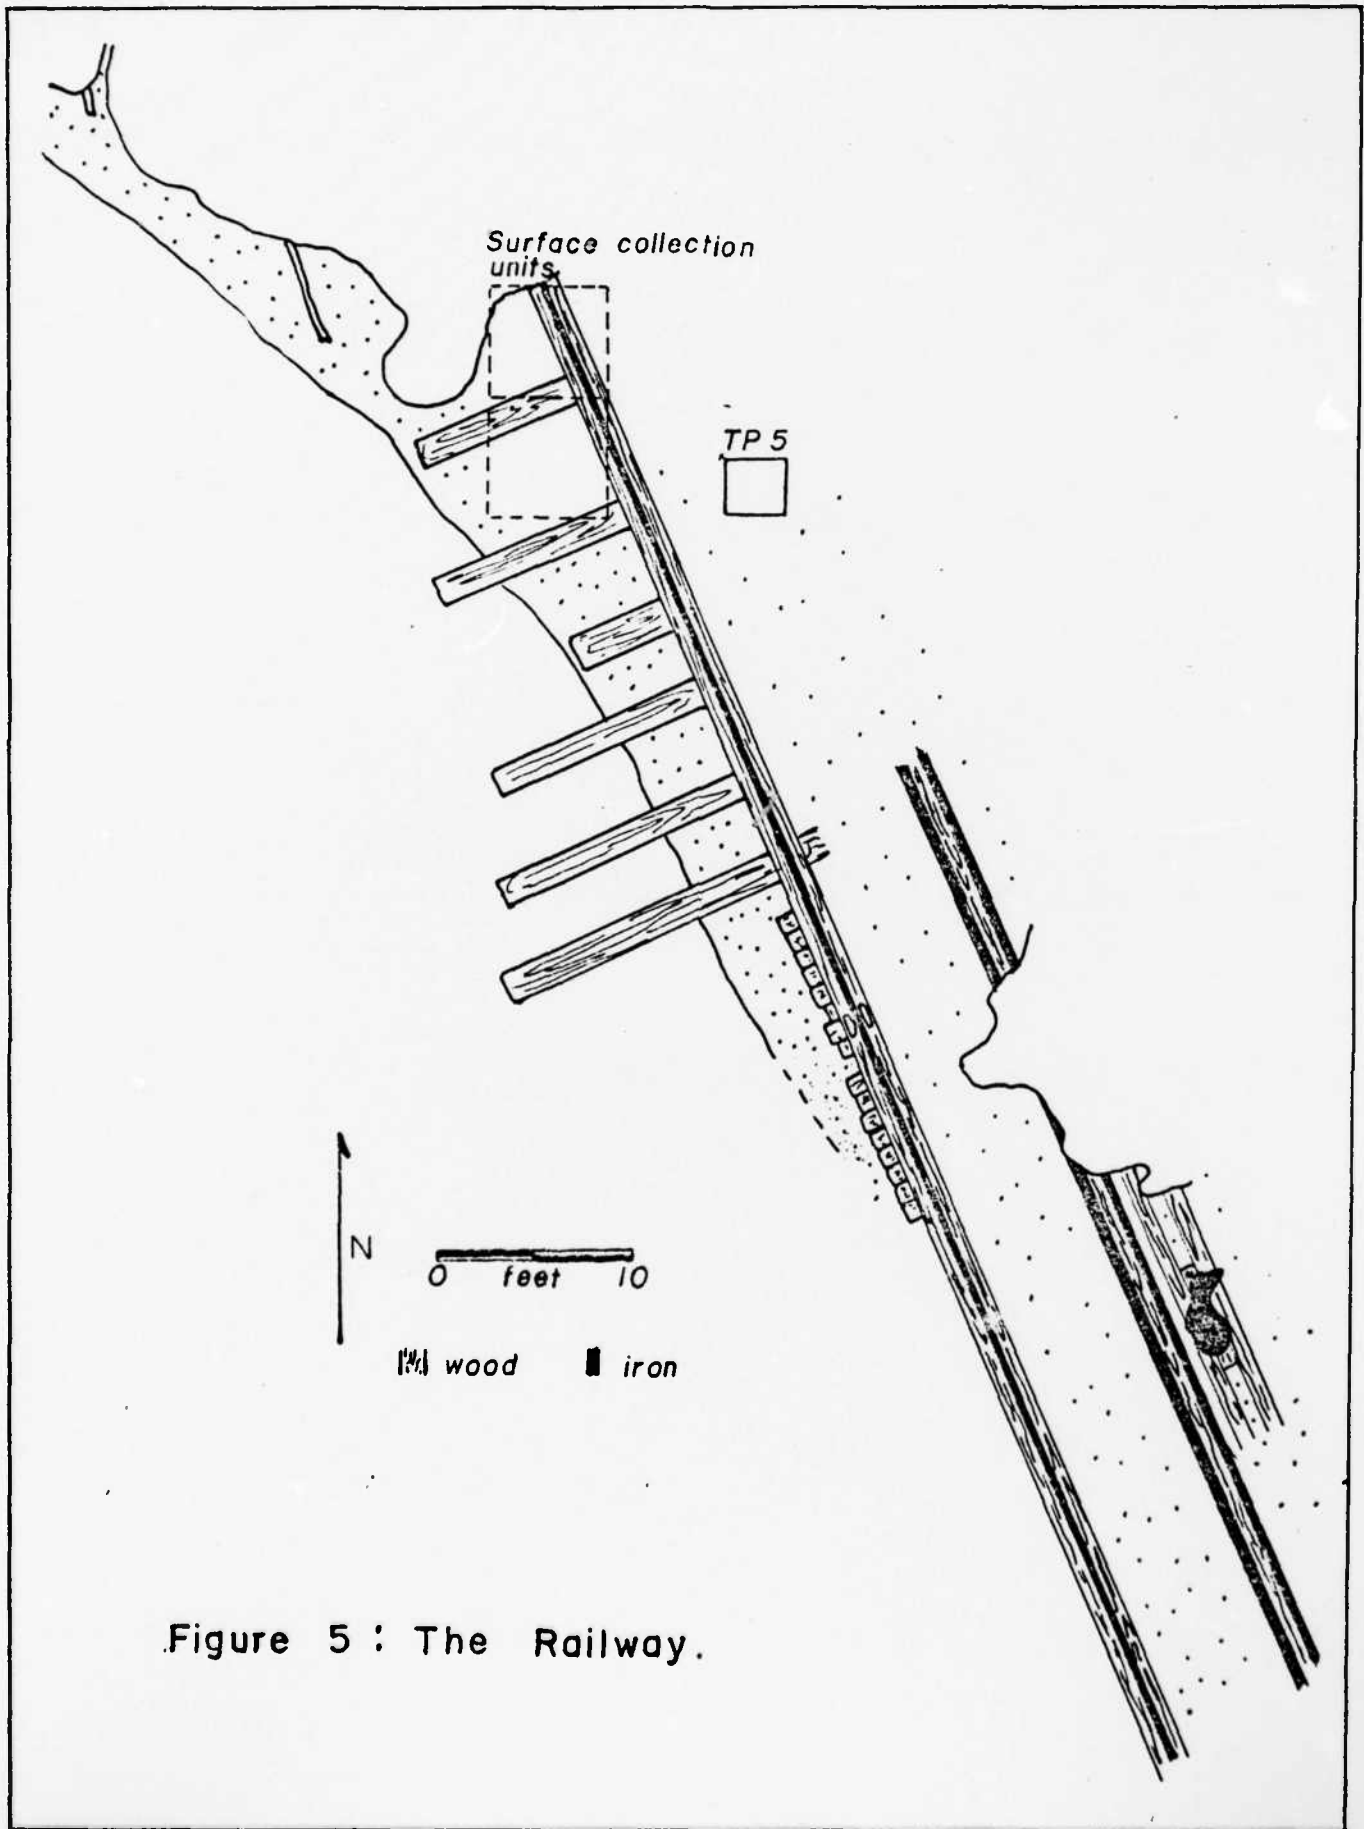 Surface collection
units
TP 5
N
0 feet 10
wood iron
Figure 5 : The Railway.